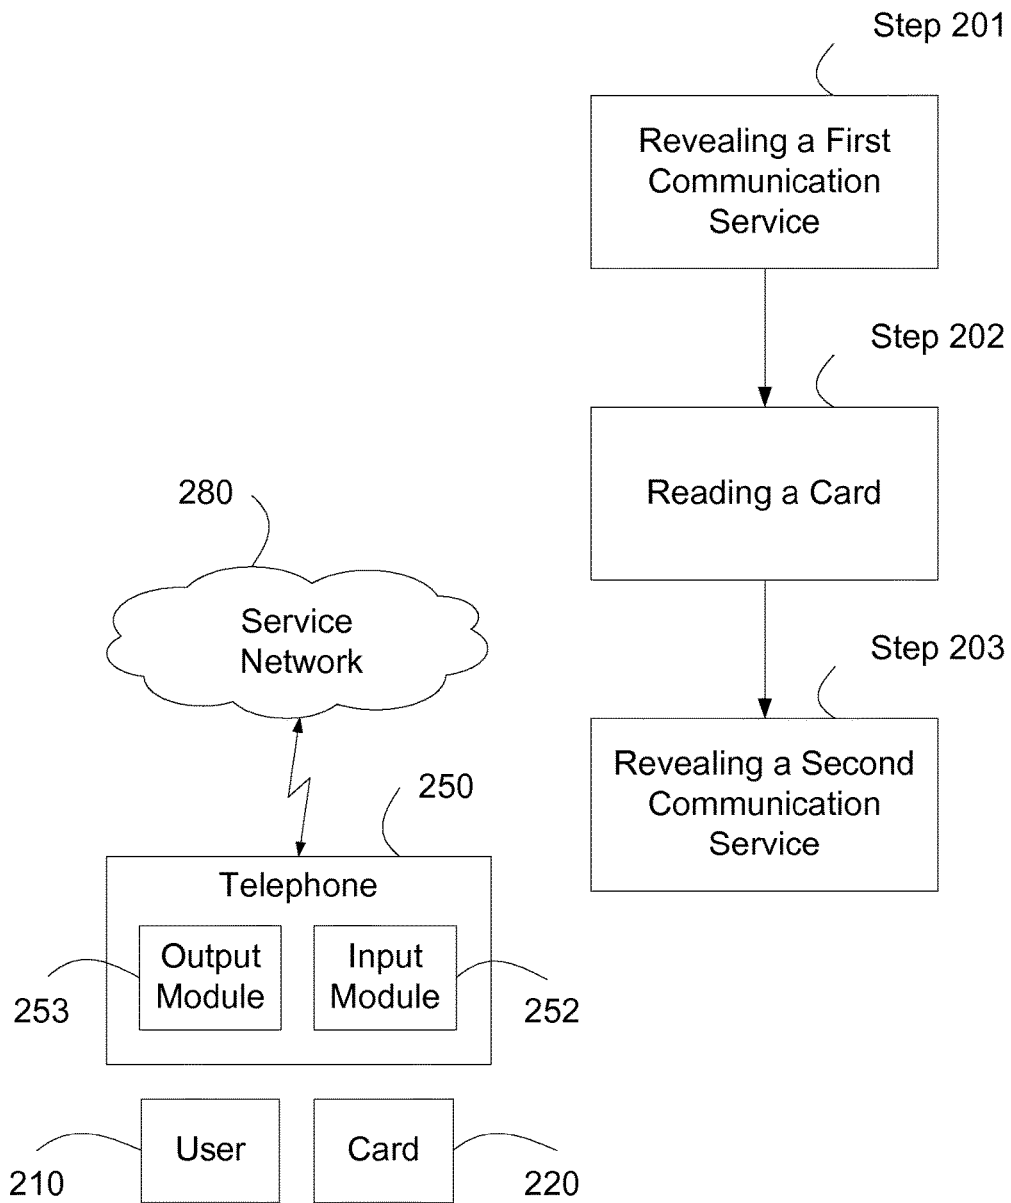 Step 201
Revealing a First
Communication
Service
Step 202
Reading a Card
Step 203
Revealing a Second
Communication
Service
280
Service
Network
250
Telephone
Output
Module
Input
Module
253
252
User
Card
210
220